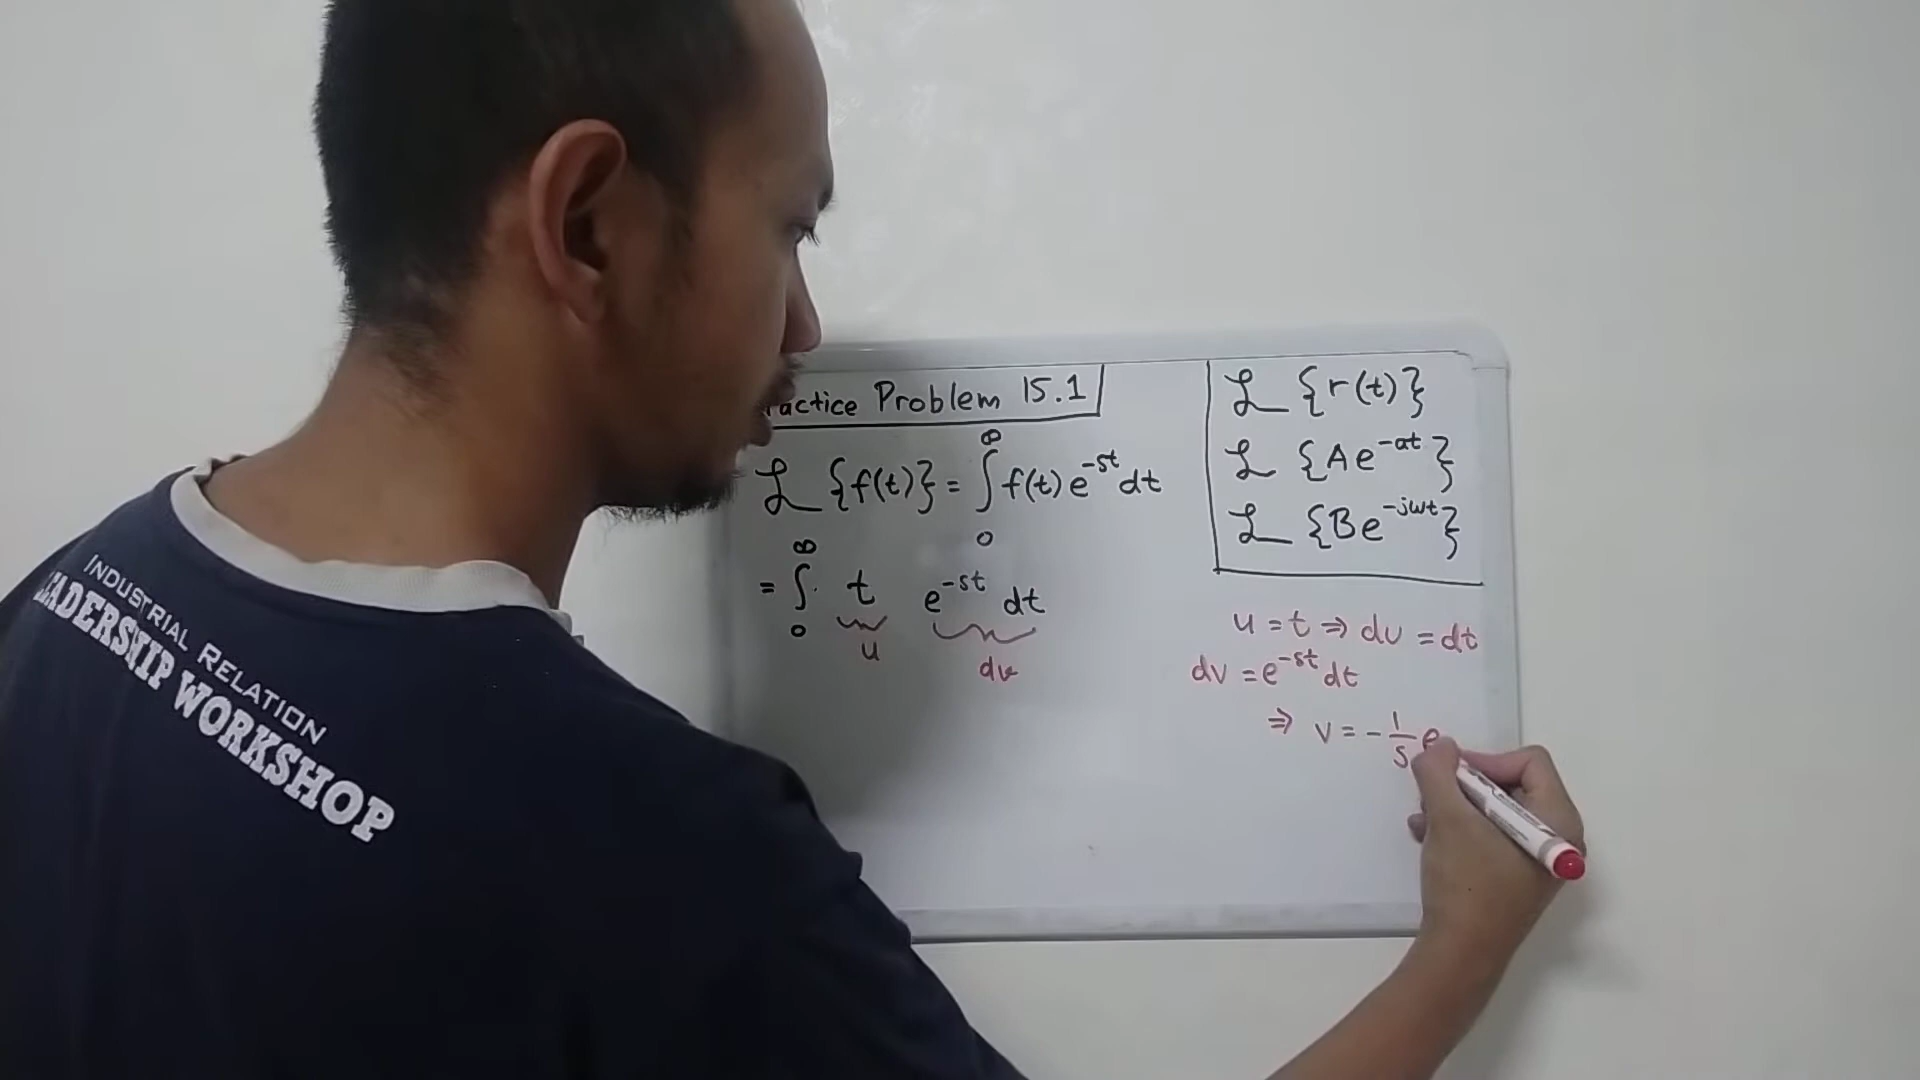 INDUSTRIAL RELATION
LEADERSHIP WORKSHOP
Practice Problem 15.1
ℒ {f(t)} = ∫₀^∞ f(t) e^-st dt
= ∫₀^∞ t e^-st dt
u dv
ℒ {r(t)}
ℒ {Ae^-at}
ℒ {Be^-jwt}
u = t ⇒ du = dt
dv = e^-st dt
⇒ v = - 1/s e